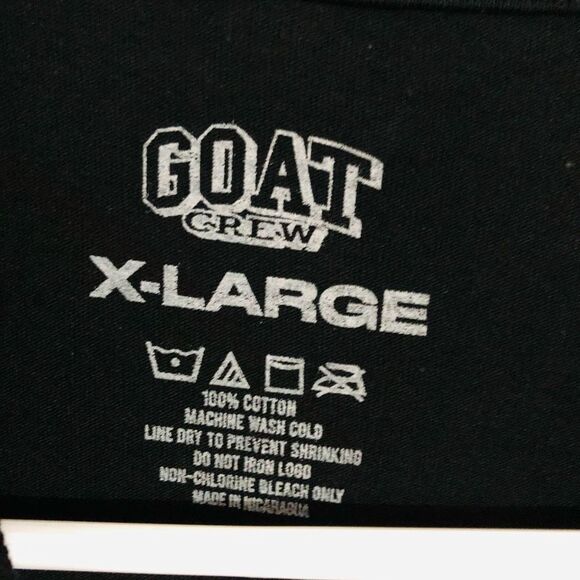 GOAT
CREW
X-LARGE
100% COTTON
MACHINE WASH COLD
LINE DRY TO PREVENT SHRINKING
DO NOT IRON LOGO
NON-CHLORINE BLEACH ONLY
MADE IN NICARAGUA